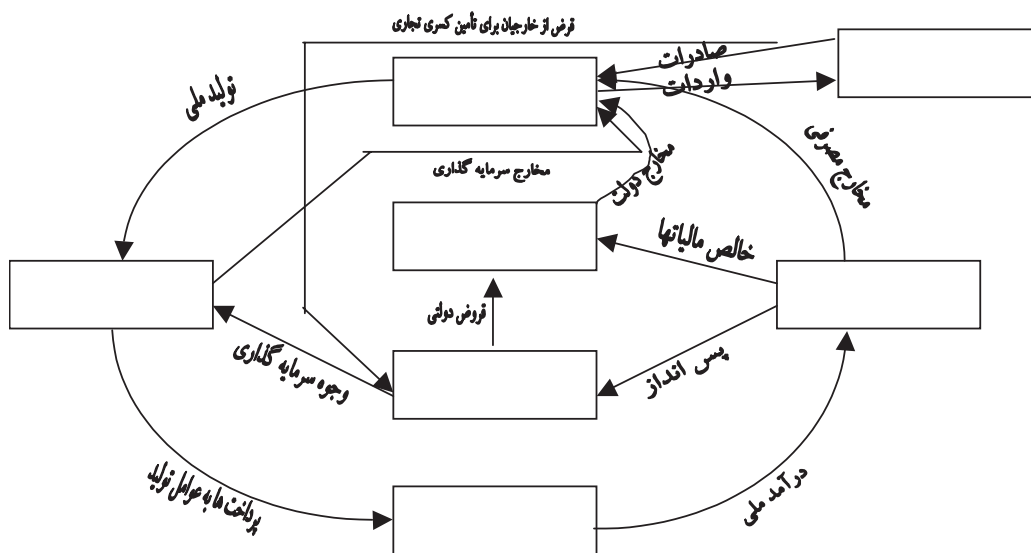 قرض از خارجیان برای تأمین کسری تجاری
صادرات
واردات
تولید ملی
مخارج مصرفی
مخارج سرمایه گذاری
مخارج دولت
خالص مالیاتها
قروض دولتی
وجوه سرمایه گذاری
پس انداز
پرداخت ها به عوامل تولید
درآمد ملی